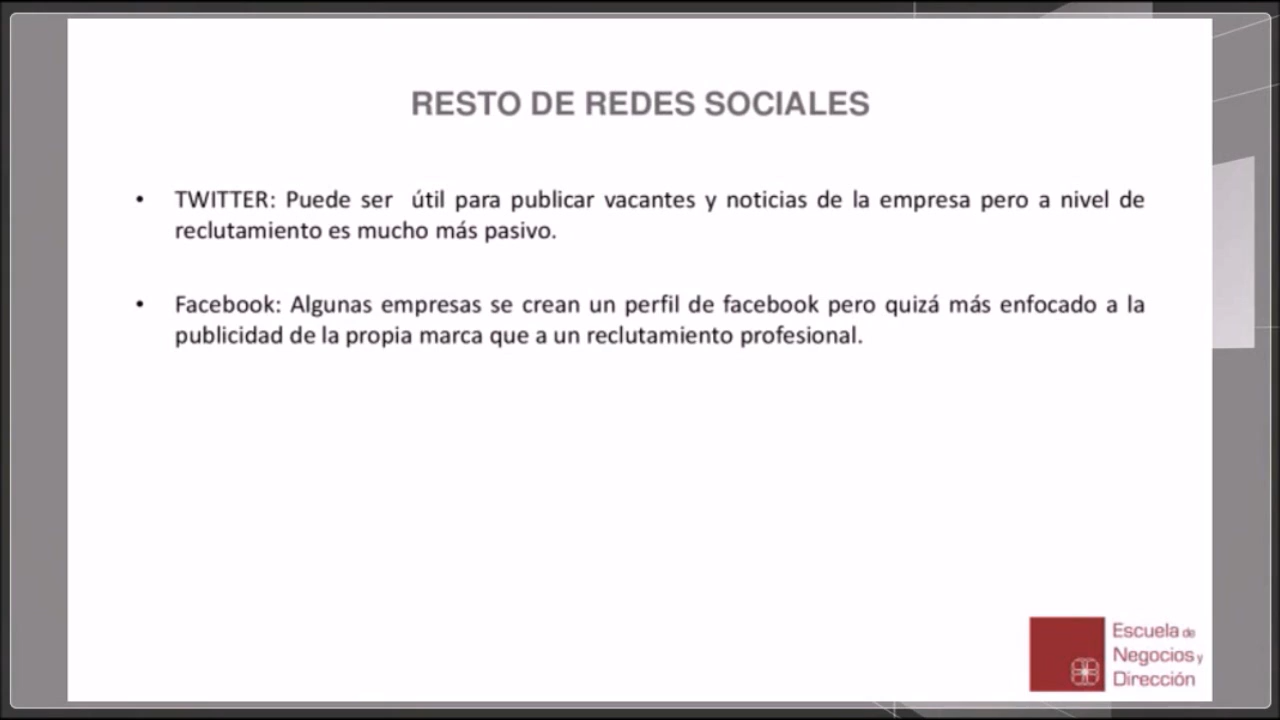 RESTO DE REDES SOCIALES
• TWITTER: Puede ser  útil para publicar vacantes y noticias de la empresa pero a nivel de
reclutamiento es mucho más pasivo.
• Facebook: Algunas empresas se crean un perfil de facebook pero quizá más enfocado a la
publicidad de la propia marca que a un reclutamiento profesional.
Escuela de
Negocios y
Dirección